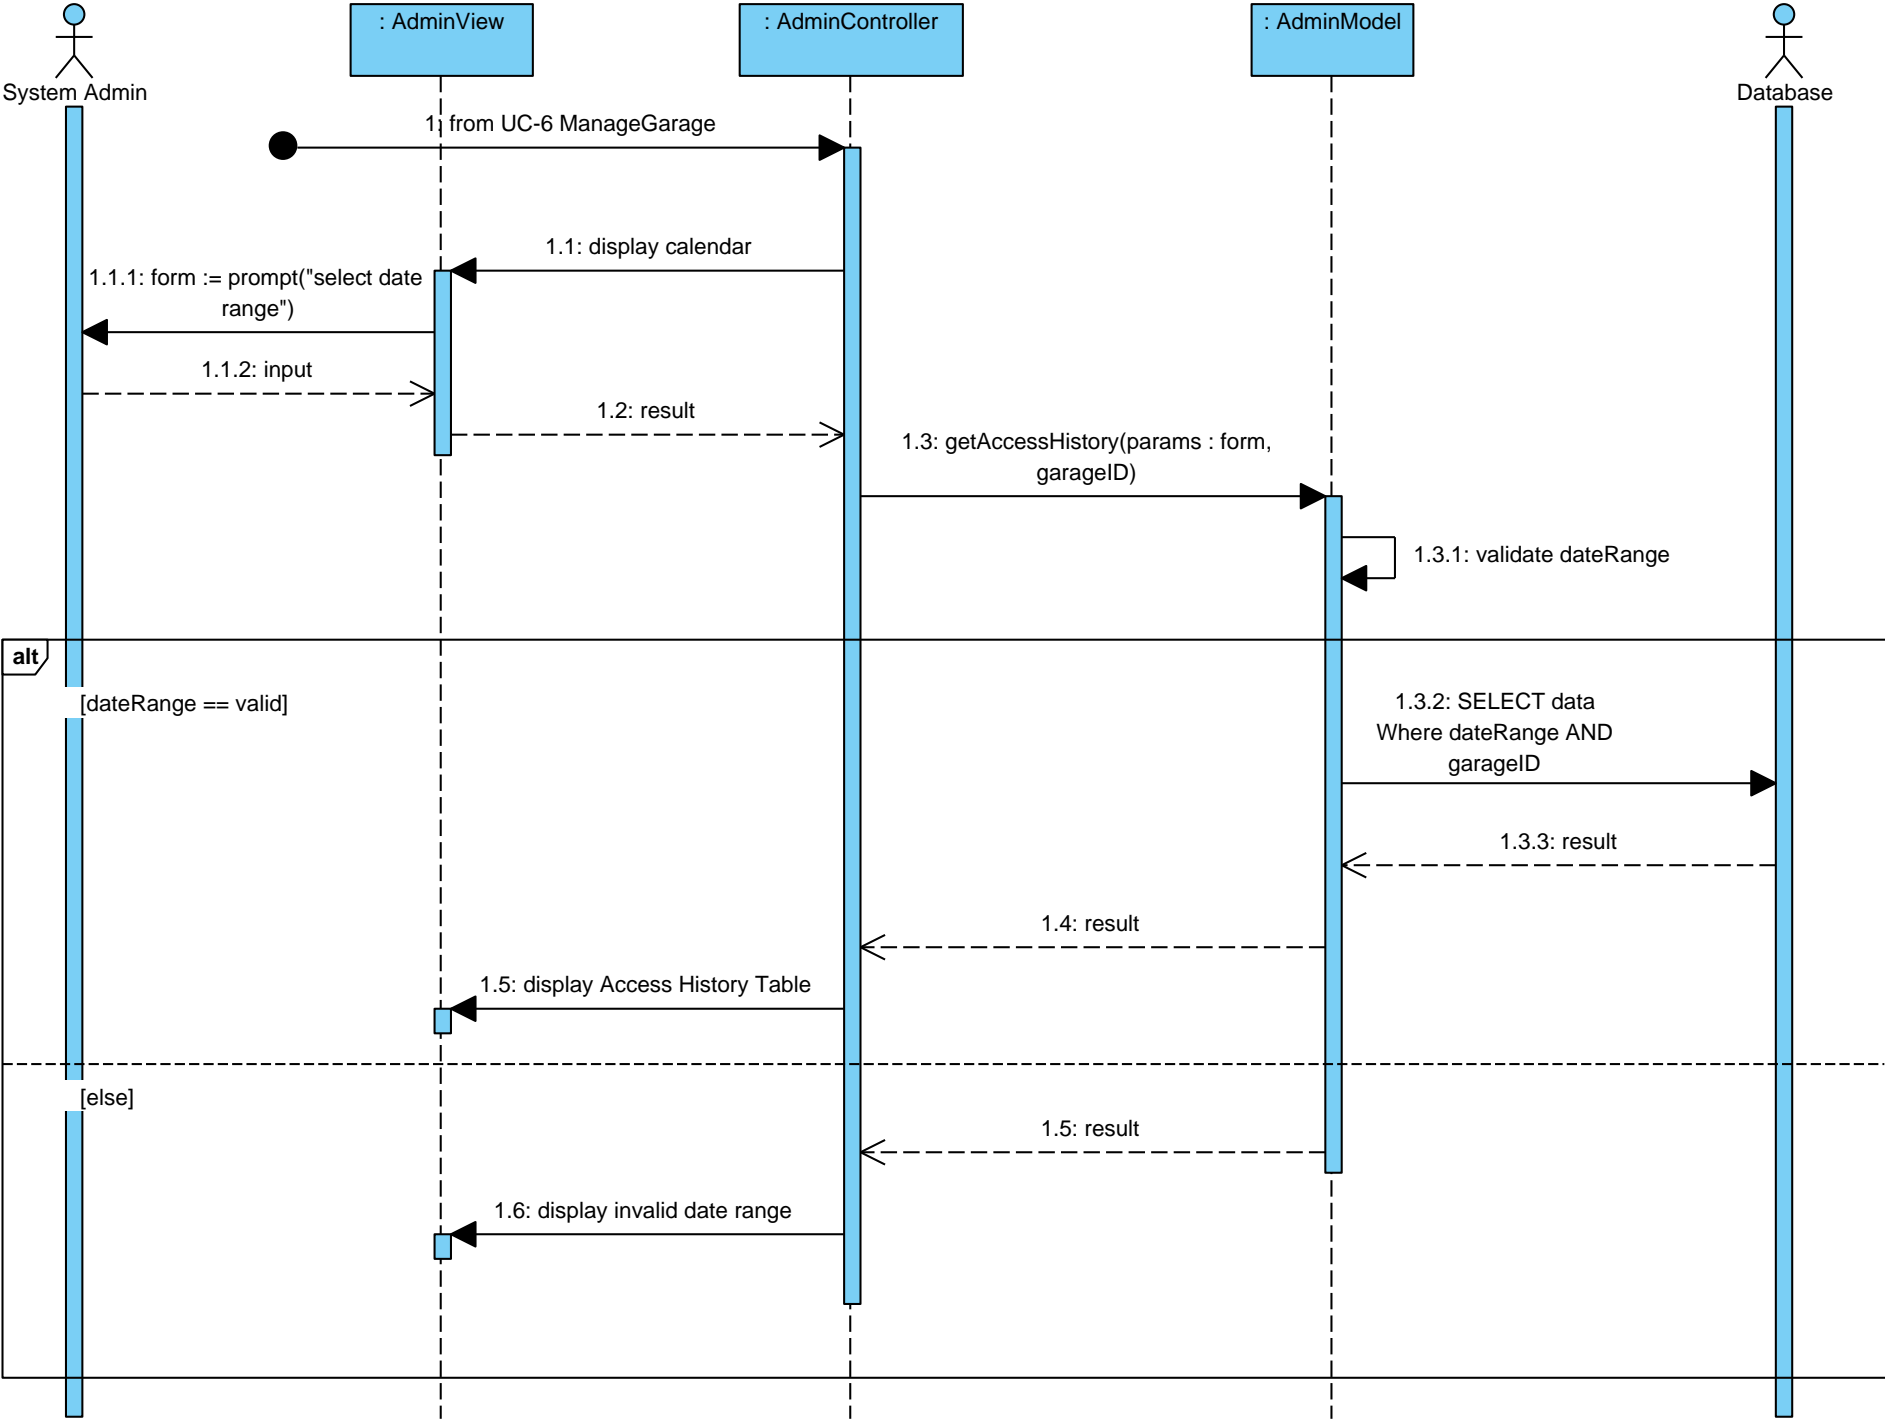 : AdminView
: AdminController
: AdminModel
System Admin
Database
1: from UC-6 ManageGarage
1.1: display calendar
1.1.1: form := prompt("select date
range")
1.1.2: input
1.2: result
1.3: getAccessHistory(params : form,
garageID)
1.3.1: validate dateRange
alt
[dateRange == valid]
1.3.2: SELECT data
Where dateRange AND
garageID
1.3.3: result
1.4: result
1.5: display Access History Table
[else]
1.5: result
1.6: display invalid date range